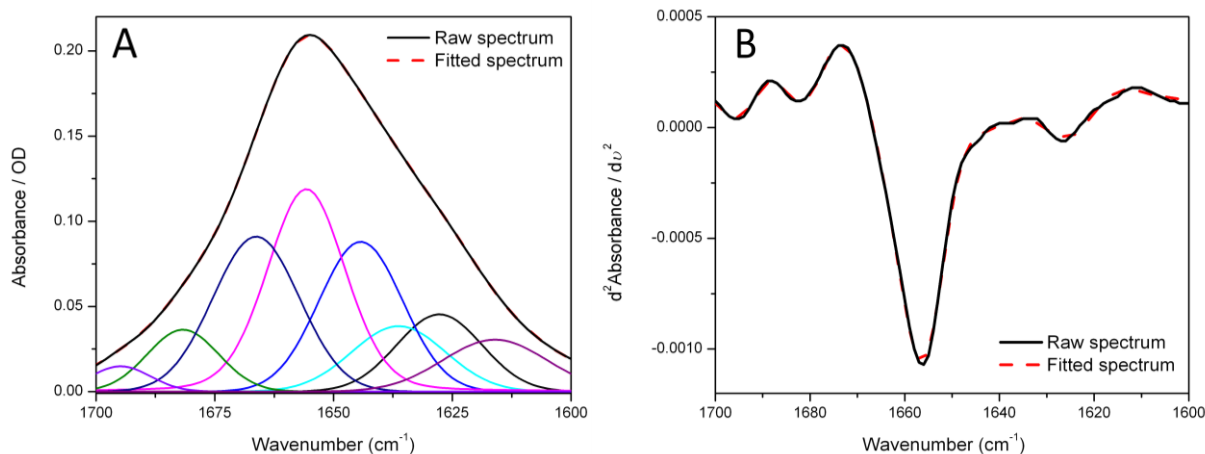 A
Raw spectrum
Fitted spectrum
0.20
0.15
0.10
0.05
0.00
Absorbance / OD
1700
1675
1650
1625
1600
Wavenumber (cm⁻¹)
B
0.0005
0.0000
-0.0005
-0.0010
d²Absorbance / dυ²
Raw spectrum
Fitted spectrum
1700
1680
1660
1640
1620
1600
Wavenumber (cm⁻¹)